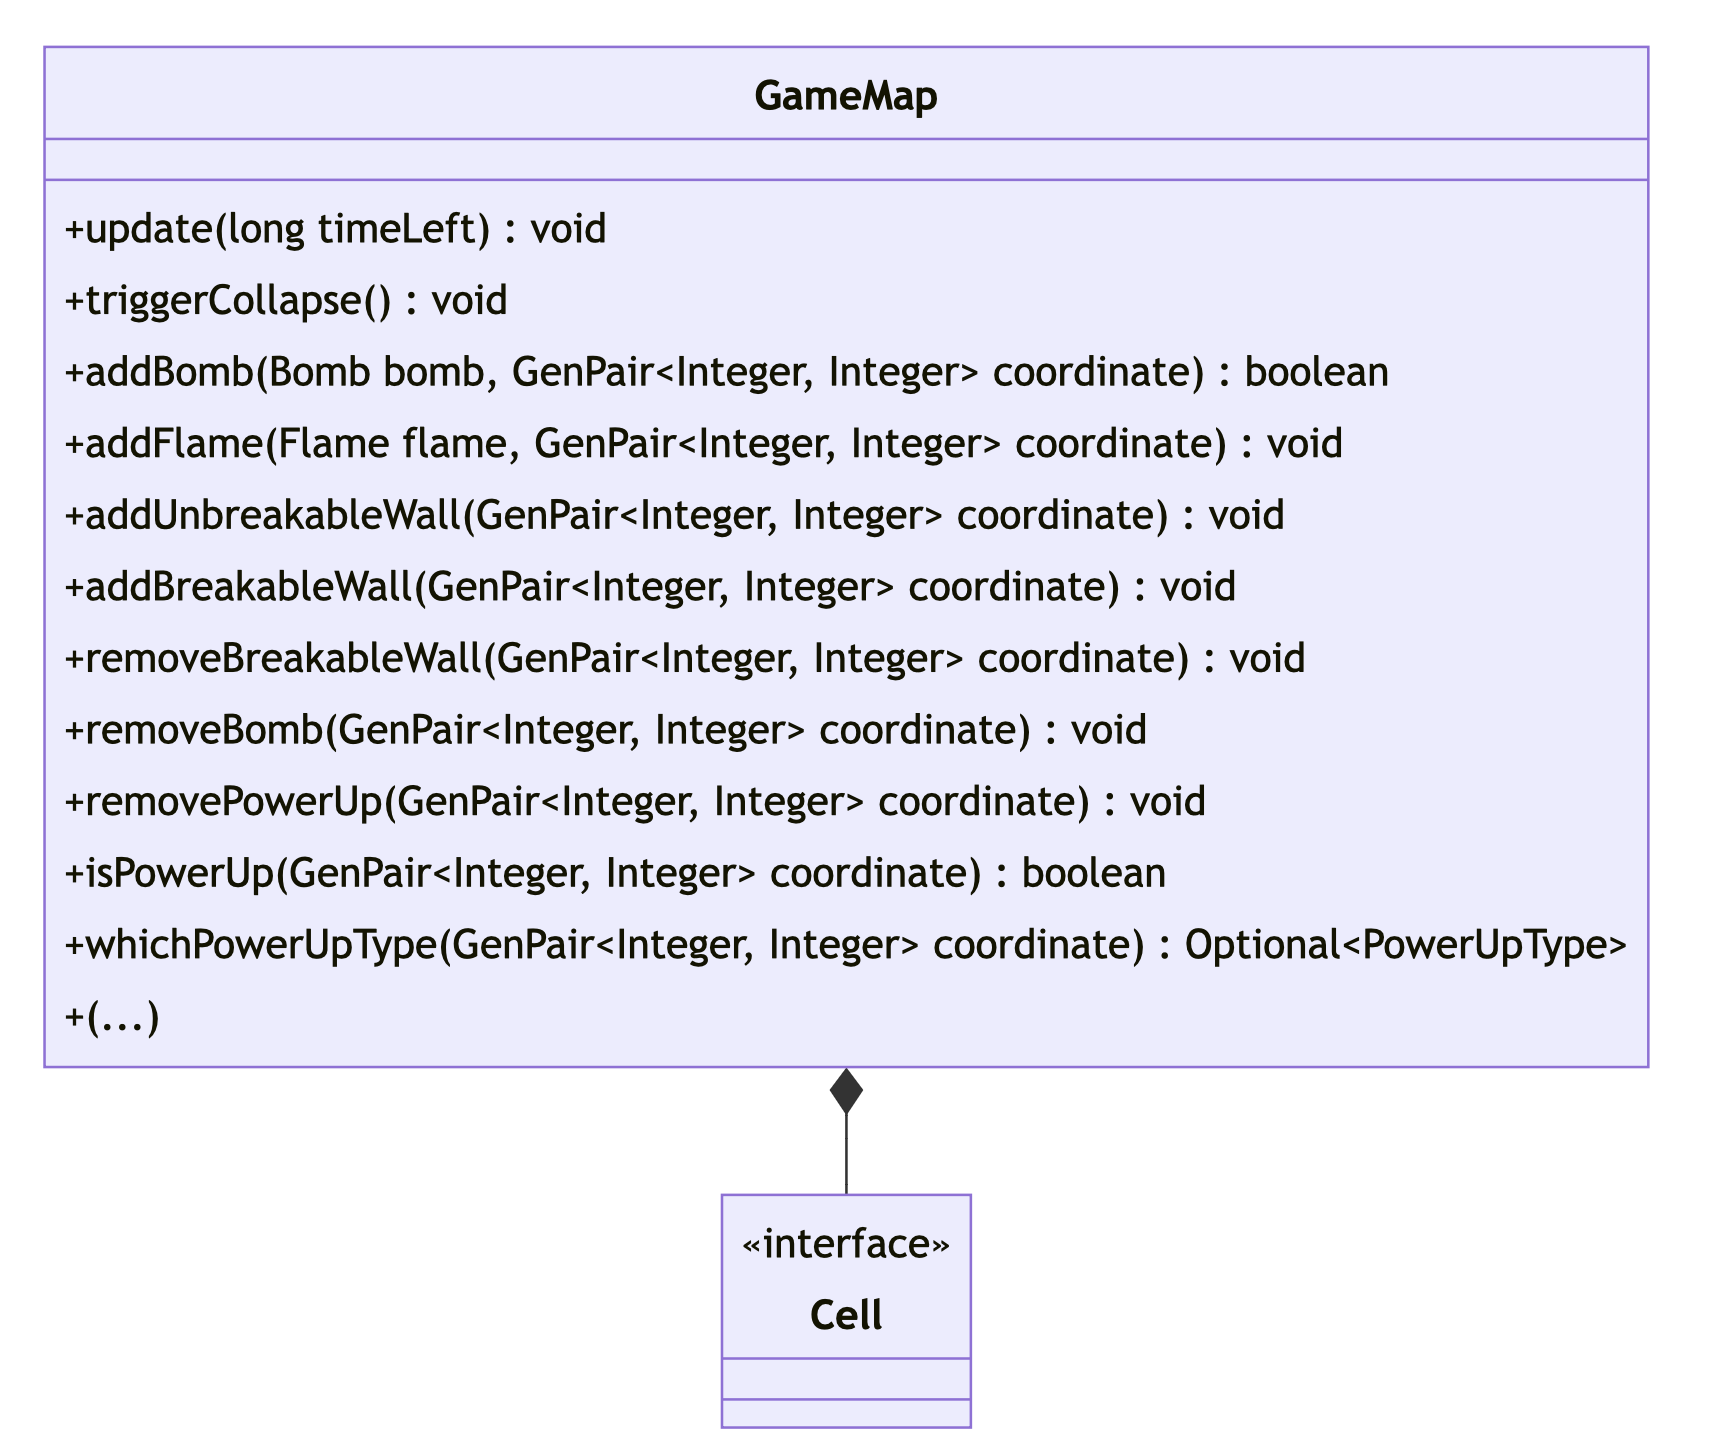 GameMap
+update(long timeLeft) : void
+triggerCollapse() : void
+addBomb(Bomb bomb, GenPair<Integer, Integer> coordinate) : boolean
+addFlame(Flame flame, GenPair<Integer, Integer> coordinate) : void
+addUnbreakableWall(GenPair<Integer, Integer> coordinate) : void
+addBreakableWall(GenPair<Integer, Integer> coordinate) : void
+removeBreakableWall(GenPair<Integer, Integer> coordinate) : void
+removeBomb(GenPair<Integer, Integer> coordinate) : void
+removePowerUp(GenPair<Integer, Integer> coordinate) : void
+isPowerUp(GenPair<Integer, Integer> coordinate) : boolean
+whichPowerUpType(GenPair<Integer, Integer> coordinate) : Optional<PowerUpType>
+(...)
«interface»
Cell